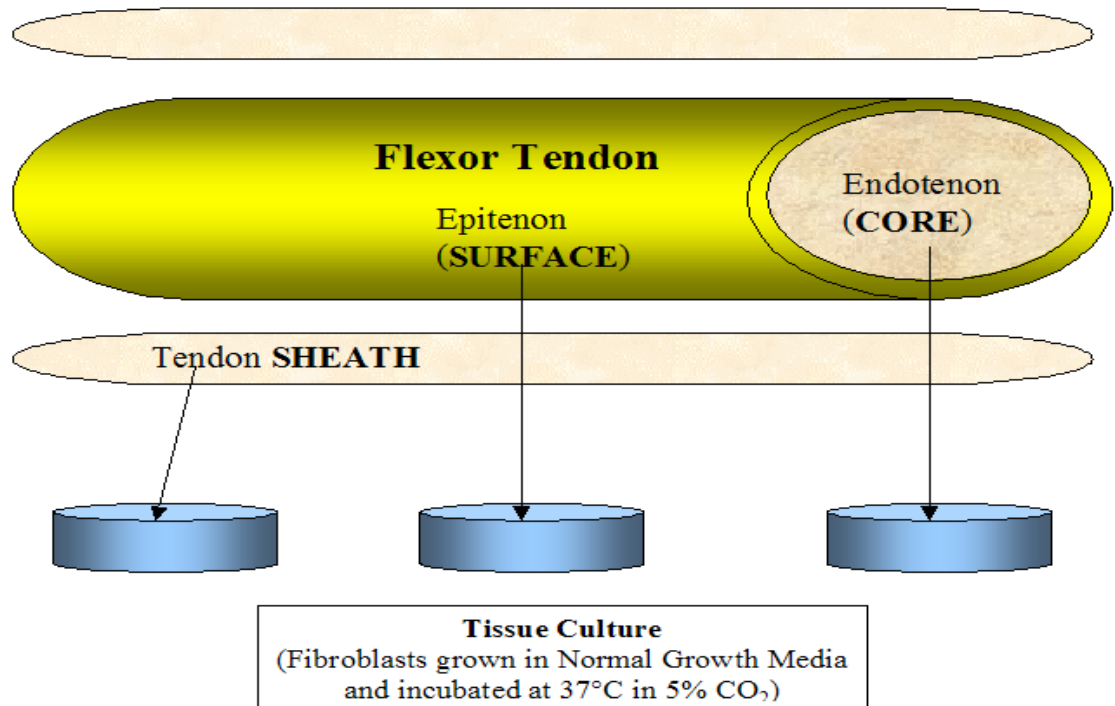 Flexor Tendon
Epitenon
(SURFACE)
Endotenon
(CORE)
Tendon SHEATH
Tissue Culture
(Fibroblasts grown in Normal Growth Media
and incubated at 37°C in 5% CO₂)